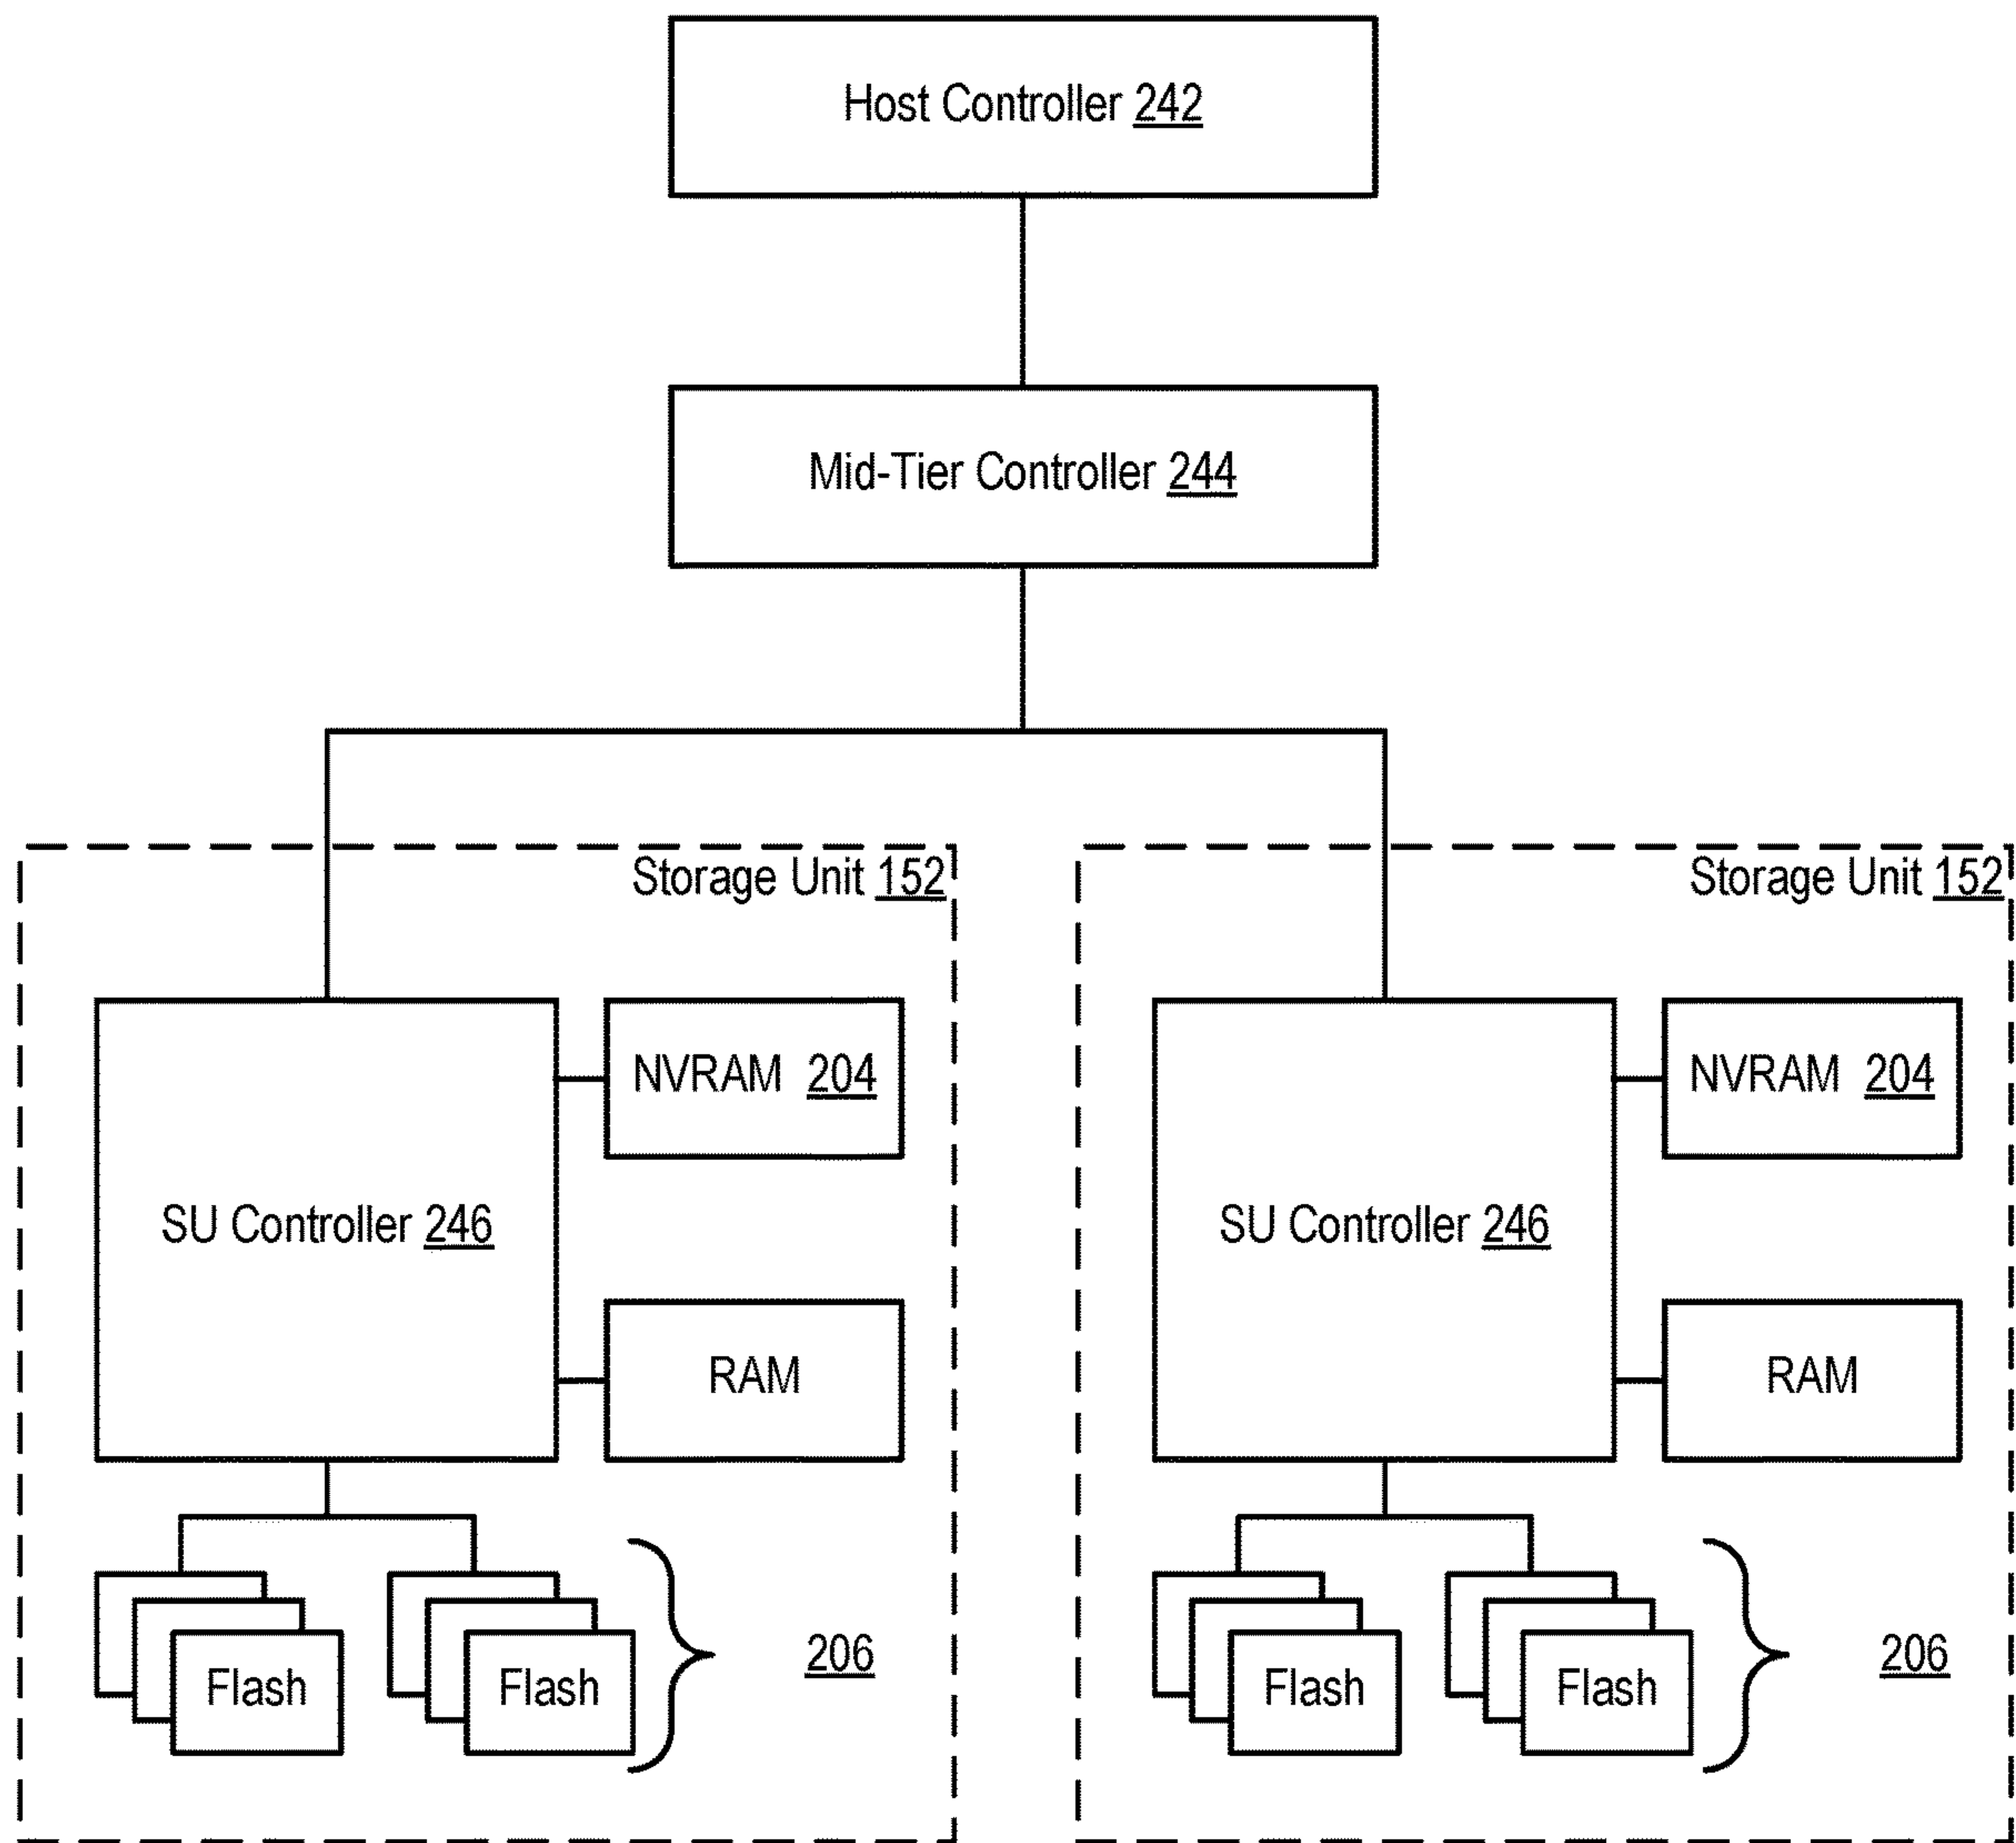 Host Controller 242
Mid-Tier Controller 244
Storage Unit 152
NVRAM 204
SU Controller 246
RAM
Flash
Flash
206
Storage Unit 152
NVRAM 204
SU Controller 246
RAM
Flash
Flash
206